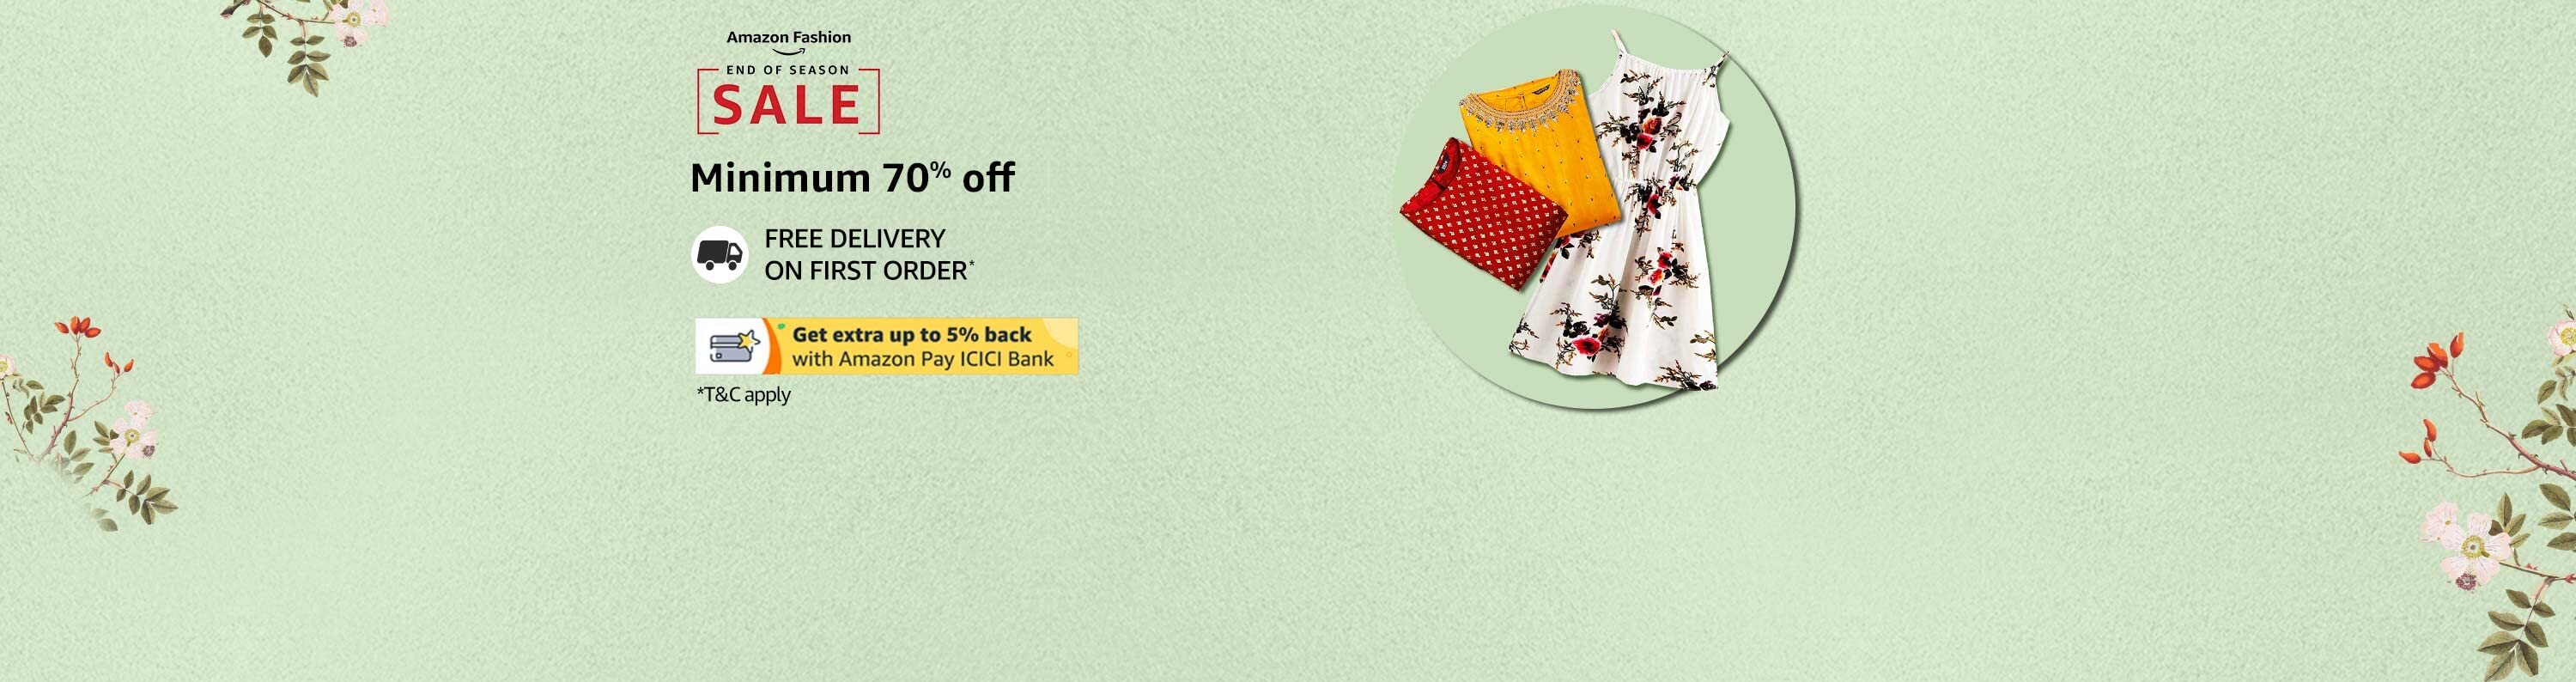 Amazon Fashion
END OF SEASON
SALE
Minimum 70% off
FREE DELIVERY
ON FIRST ORDER*
Get extra up to 5% back
with Amazon Pay ICICI Bank
*T&C apply